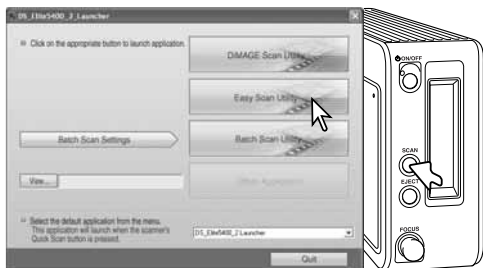 DS_Elite5400_2 Launcher
Click on the appropriate button to launch application.
DiMAGE Scan Utility
Easy Scan Utility
Batch Scan Settings
Batch Scan Utility
View...
Select the default application from the menu.
This application will launch when the scanner's
Quick Scan button is pressed.
DS_Elite5400_2 Launcher
Quit
ON/OFF
SCAN
EJECT
FOCUS